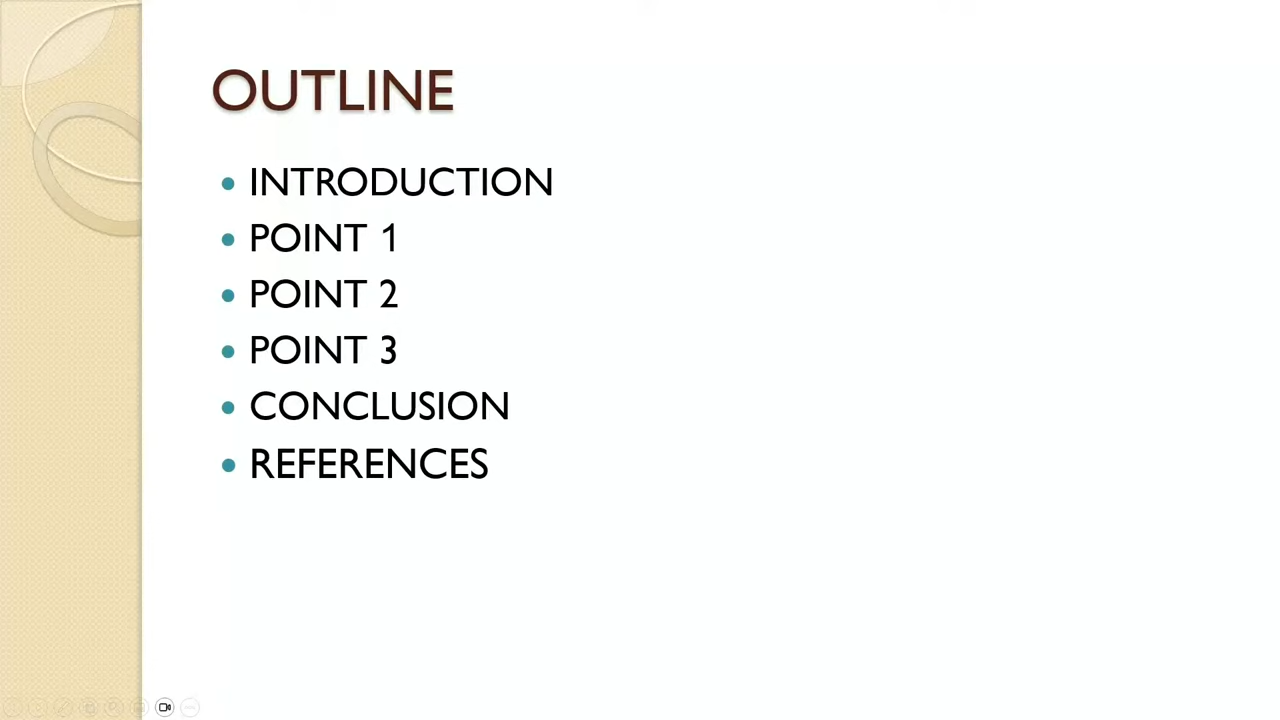 OUTLINE
INTRODUCTION
POINT 1
POINT 2
POINT 3
CONCLUSION
REFERENCES